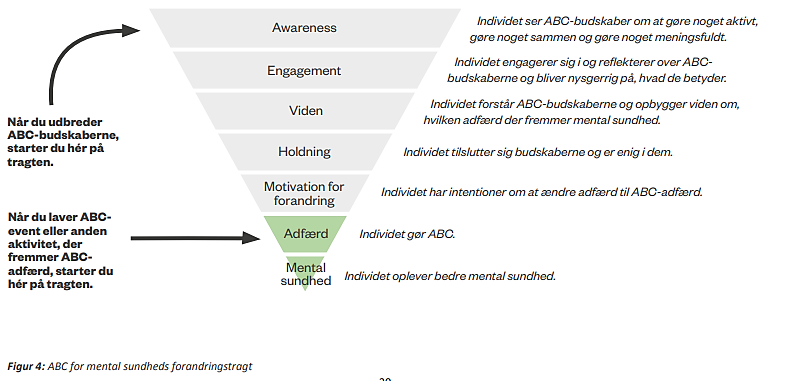 Awareness
Individet ser ABC-budskaber om at gøre noget aktivt,
gøre noget sammen og gøre noget meningsfuldt.
Engagement
Individet engagerer sig i og reflekterer over ABC-
budskaberne og bliver nysgerrig på, hvad de betyder.
Viden
Individet forstår ABC-budskaberne og opbygger viden om,
hvilken adfærd der fremmer mental sundhed.
Når du udbreder
ABC-budskaberne,
starter du hér på
tragten.
Holdning
Individet tilslutter sig budskaberne og er enig i dem.
Motivation for
forandring
Individet har intentioner om at ændre adfærd til ABC-adfærd.
Når du laver ABC-
event eller anden
aktivitet, der
fremmer ABC-
adfærd, starter du
hér på tragten.
Adfærd
Individet gør ABC.
Mental
sundhed
Individet oplever bedre mental sundhed.
Figur 4: ABC for mental sundheds forandringstragt